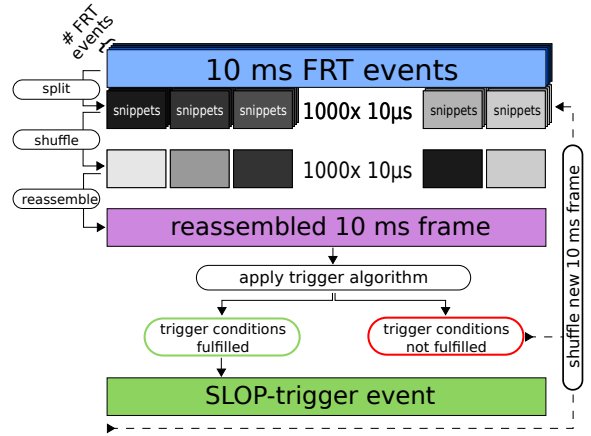 # FRT
events
10 ms FRT events
split
snippets snippets snippets 1000x 10µs snippets snippets
shuffle
1000x 10µs
reassemble
reassembled 10 ms frame
apply trigger algorithm
trigger conditions
fulfilled
trigger conditions
not fulfilled
shuffle new 10 ms frame
SLOP-trigger event